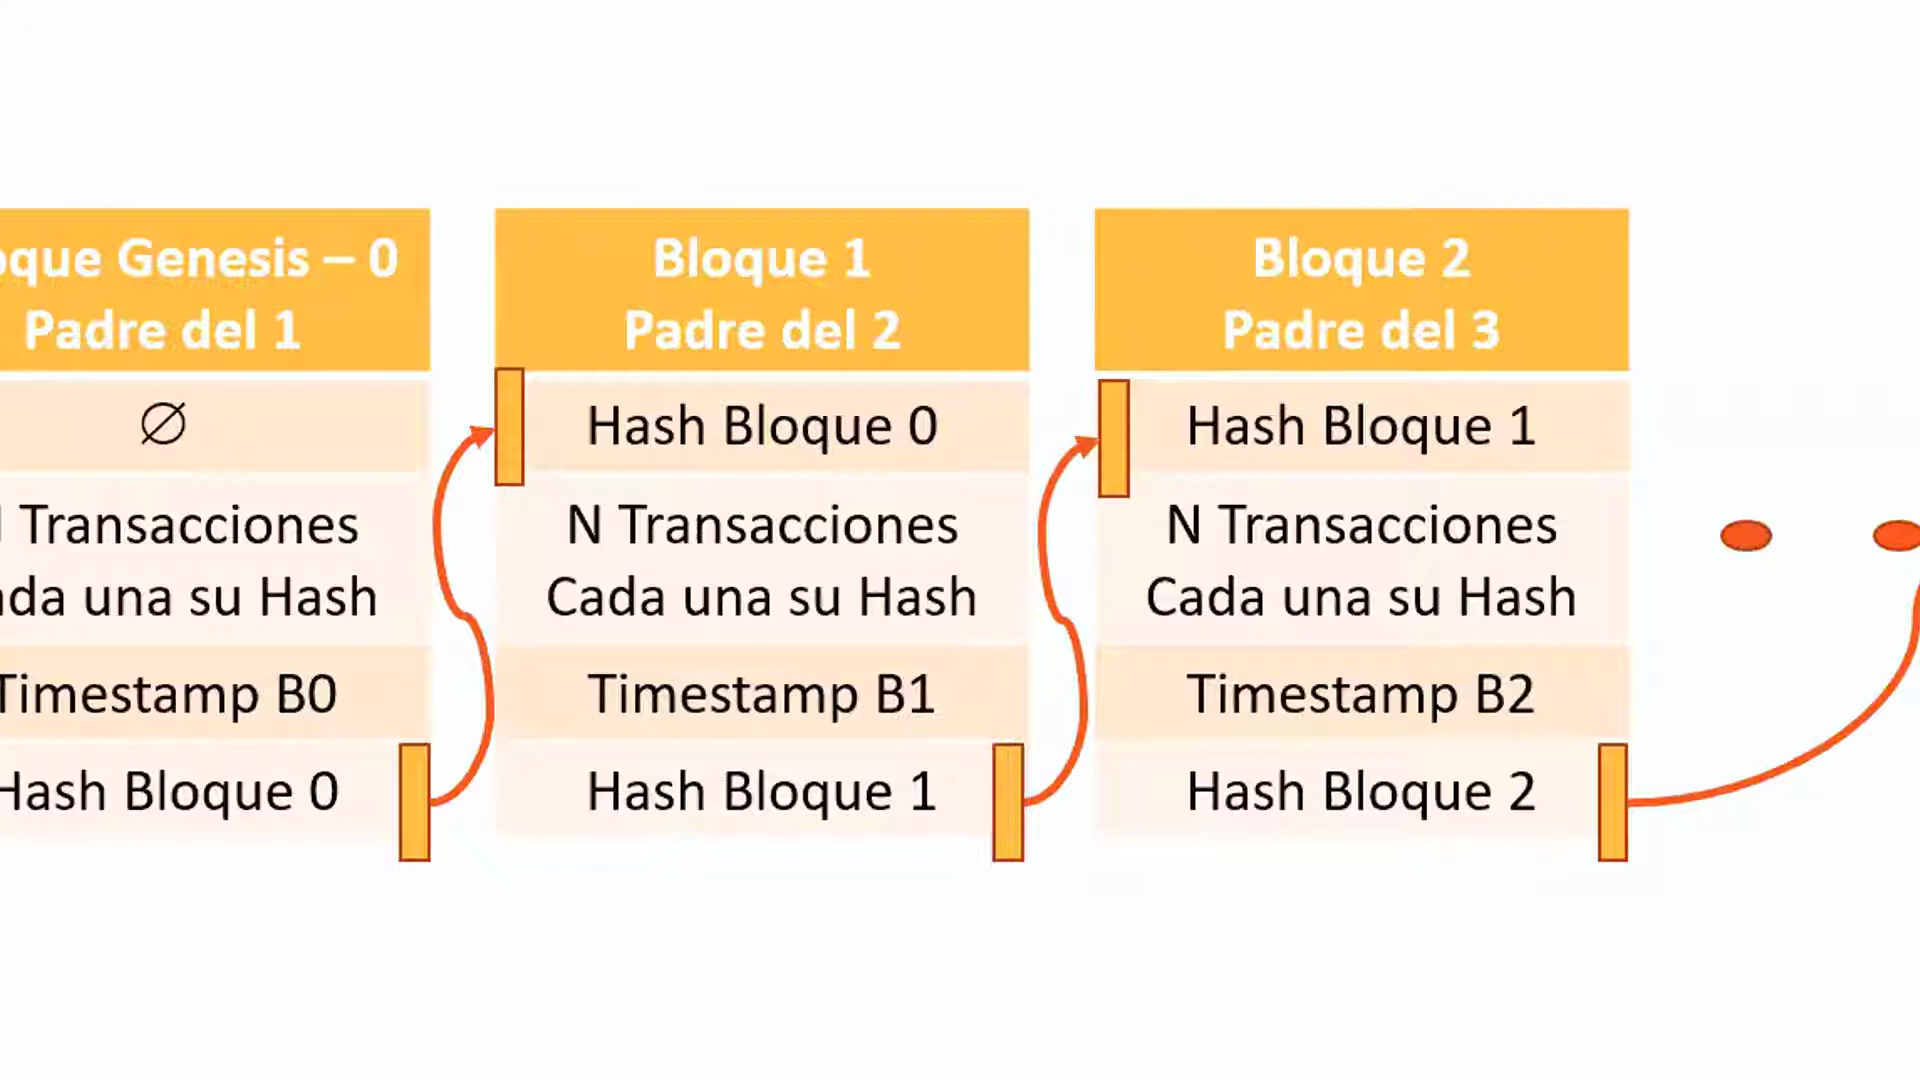 Genesis – 0
Padre del 1
∅
Transacciones
una su Hash
Timestamp B0
Hash Bloque 0
Bloque 1
Padre del 2
Hash Bloque 0
N Transacciones
Cada una su Hash
Timestamp B1
Hash Bloque 1
Bloque 2
Padre del 3
Hash Bloque 1
N Transacciones
Cada una su Hash
Timestamp B2
Hash Bloque 2